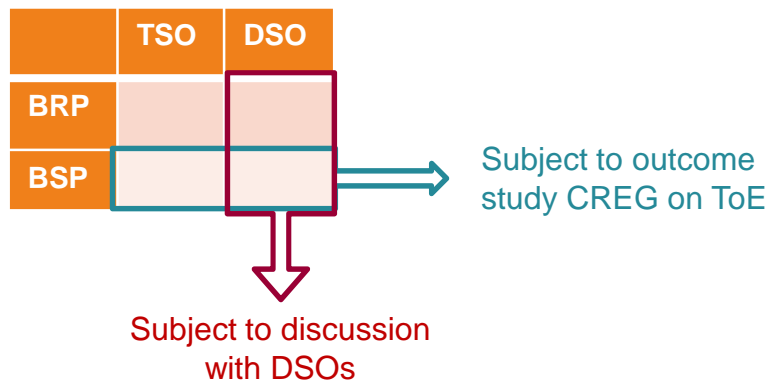 TSO DSO
BRP
BSP
Subject to outcome
study CREG on ToE
Subject to discussion
with DSOs